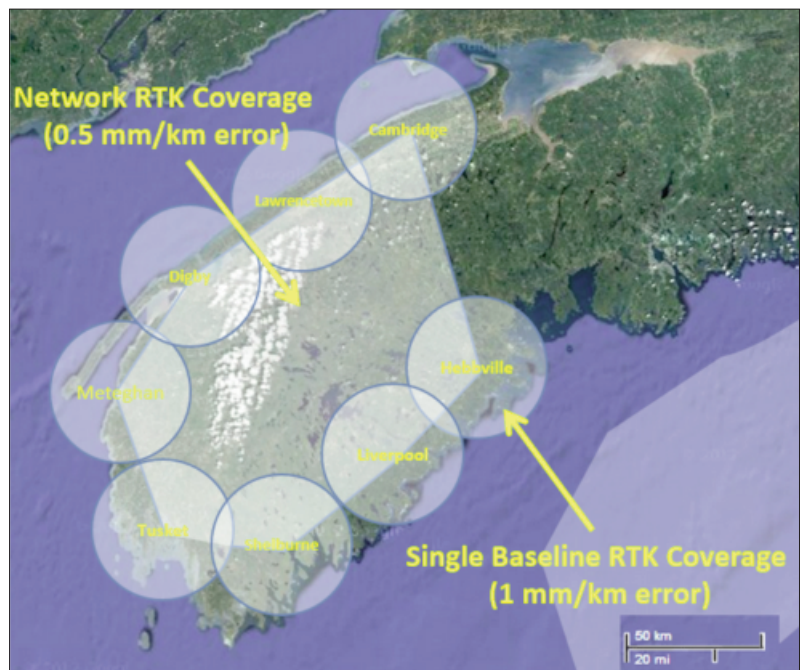 Network RTK Coverage
(0.5 mm/km error)
Cambridge
Lawrencetown
Digby
Meteghan
Hebbville
Liverpool
Tusket
Shelburne
Single Baseline RTK Coverage
(1 mm/km error)
50 km
20 mi